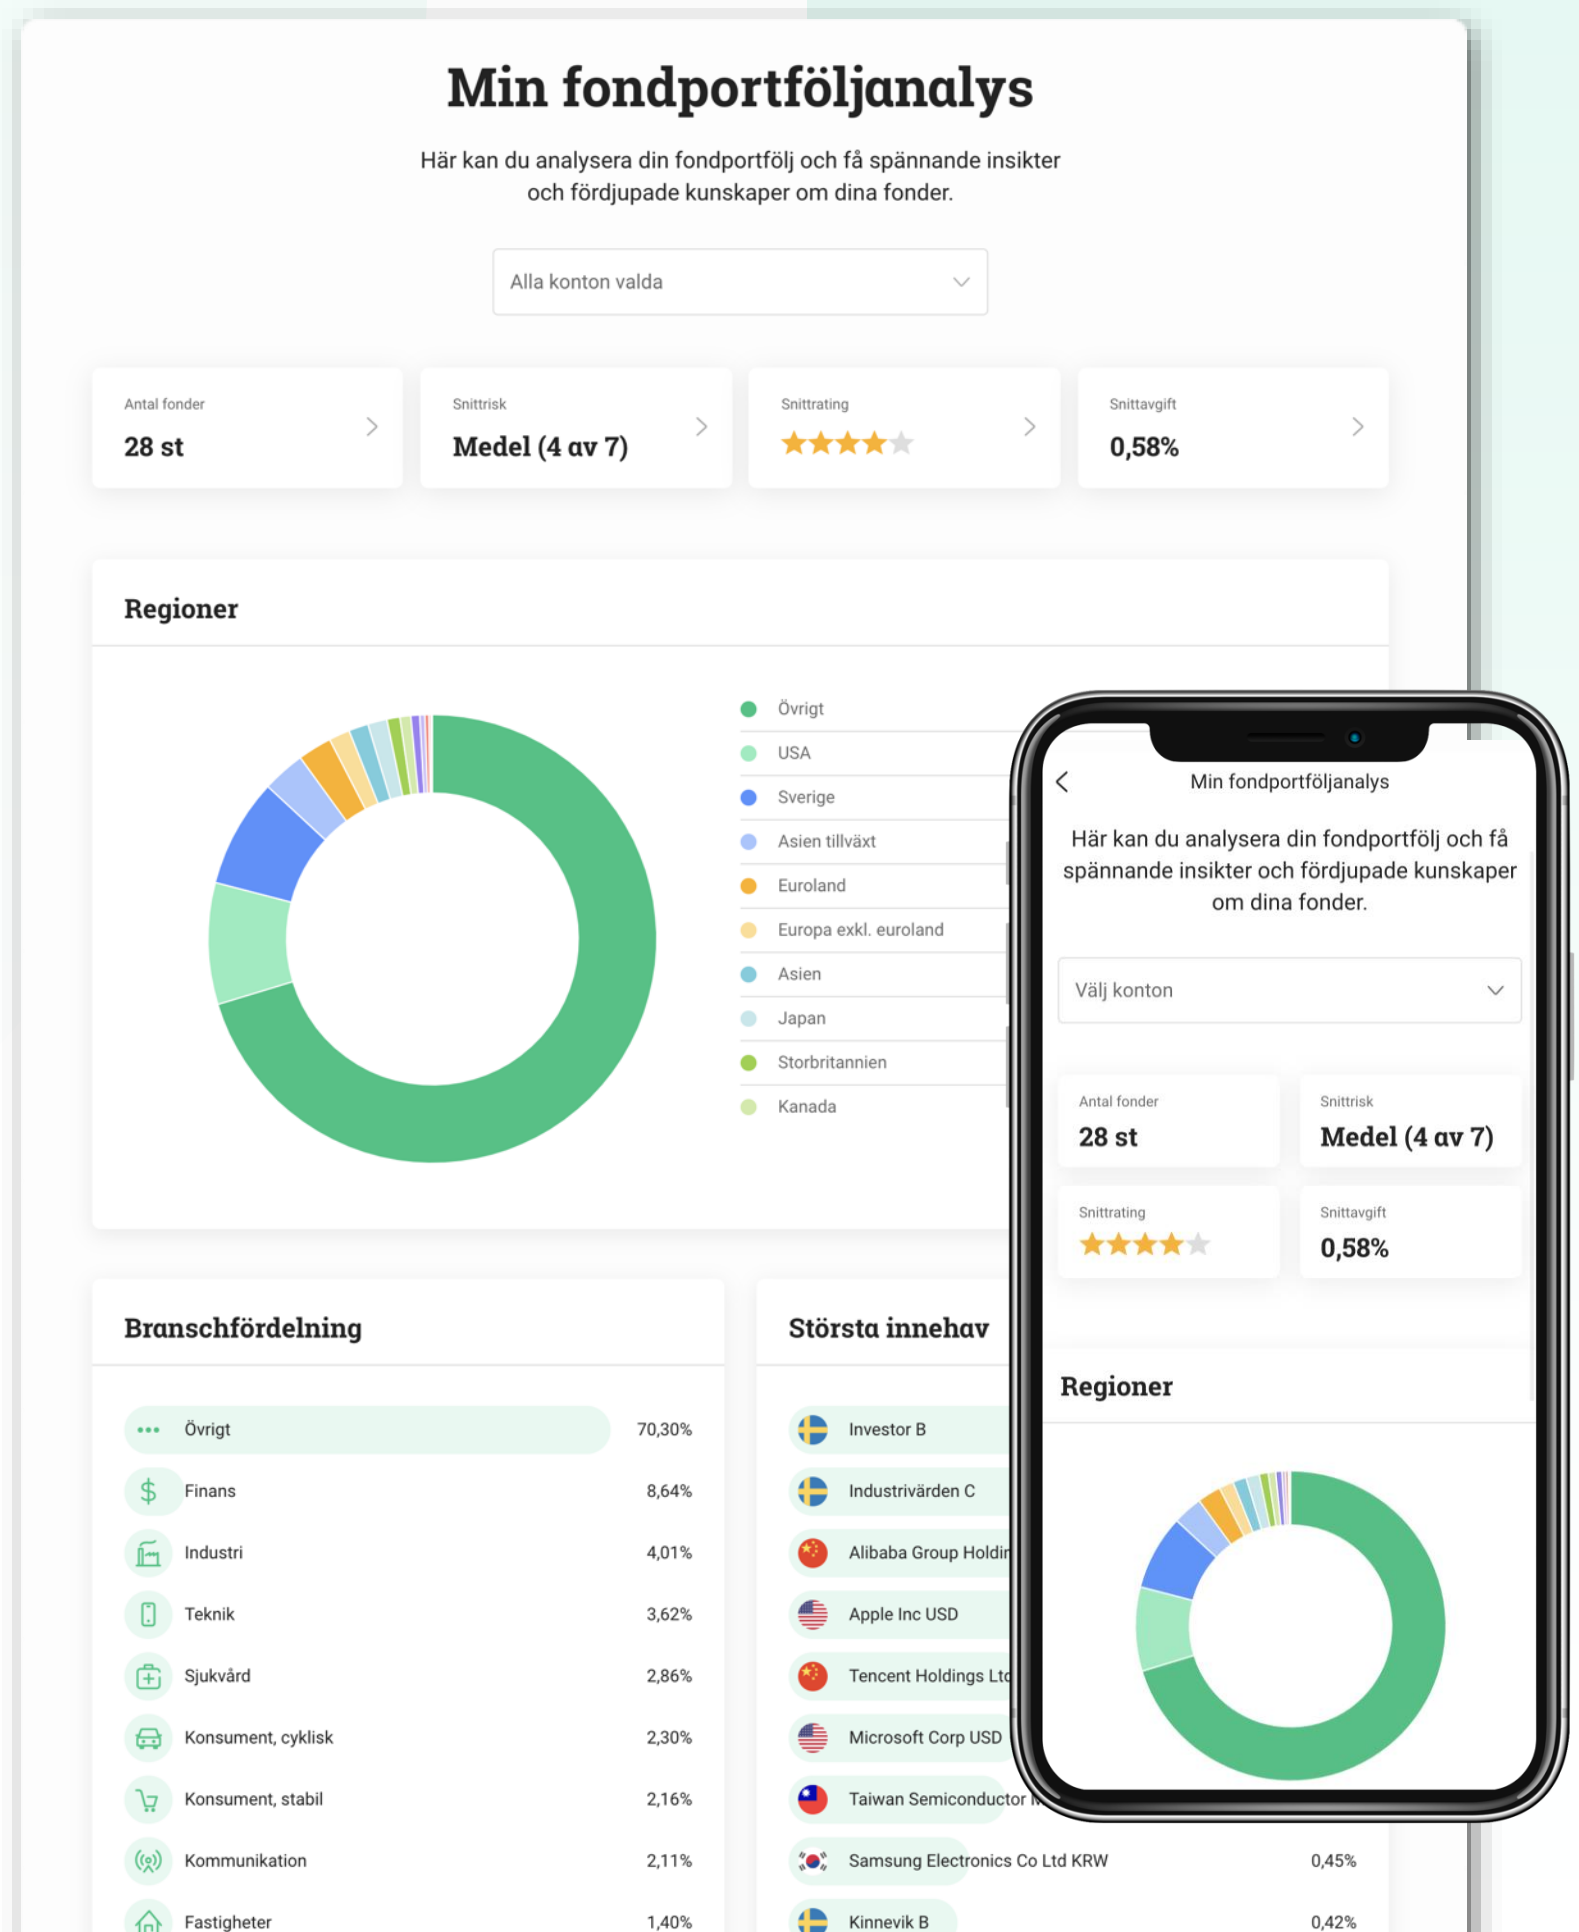 Min fondportföljanalys
Här kan du analysera din fondportfölj och få spännande insikter
och fördjupade kunskaper om dina fonder.
Alla konton valda
Antal fonder
28 st
Snittrisk
Medel (4 av 7)
Snittrating
Snittavgift
0,58%
Regioner
Övrigt
USA
Sverige
Asien tillväxt
Euroland
Europa exkl. euroland
Asien
Japan
Storbritannien
Kanada
Branschfördelning
Övrigt 70,30%
Finans 8,64%
Industri 4,01%
Teknik 3,62%
Sjukvård 2,86%
Konsument, cyklisk 2,30%
Konsument, stabil 2,16%
Kommunikation 2,11%
Fastigheter 1,40%
Största innehav
Investor B
Industrivärden C
Alibaba Group
Apple Inc USD
Tencent Holdings
Microsoft Corp USD
Taiwan Semiconductor
Samsung Electronics Co Ltd KRW 0,45%
Kinnevik B 0,42%
Min fondportföljanalys
Här kan du analysera din fondportfölj och få
spännande insikter och fördjupade kunskaper
om dina fonder.
Välj konton
Antal fonder
28 st
Snittrisk
Medel (4 av 7)
Snittrating
Snittavgift
0,58%
Regioner